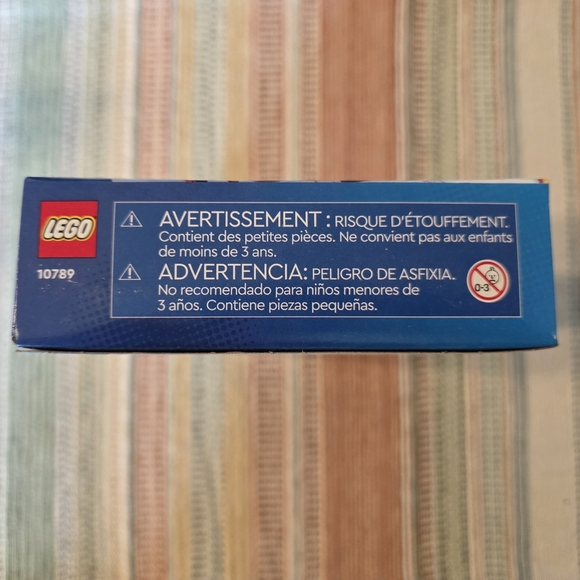 LEGO
10789
AVERTISSEMENT : RISQUE D'ÉTOUFFEMENT.
Contient des petites pièces. Ne convient pas aux enfants
de moins de 3 ans.
ADVERTENCIA: PELIGRO DE ASFIXIA.
No recomendado para niños menores de
3 años. Contiene piezas pequeñas.
0-3